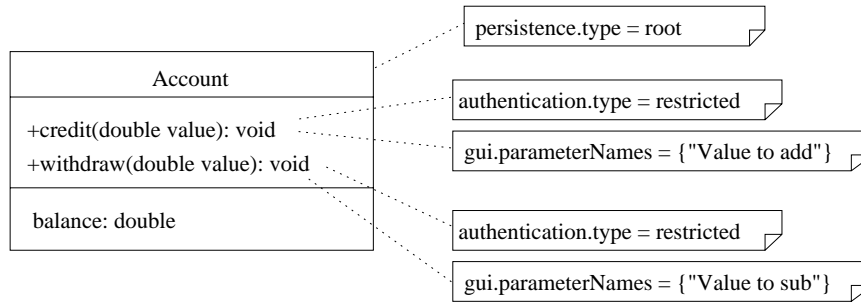 Account
+credit(double value): void
+withdraw(double value): void
balance: double
persistence.type = root
authentication.type = restricted
gui.parameterNames = {"Value to add"}
authentication.type = restricted
gui.parameterNames = {"Value to sub"}